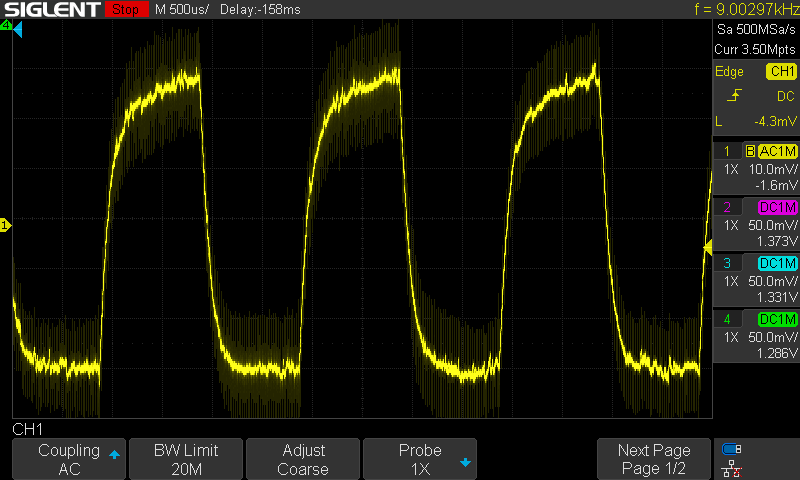 SIGLENT Stop M 500us/ Delay:-158ms f = 9.00297kHz
Sa 500MSa/s
Curr 3.50Mpts
Edge CH1
DC
L -4.3mV
1 B AC1M
1X 10.0mV/
-1.6mV
2 DC1M
1X 50.0mV/
1.373V
3 DC1M
1X 50.0mV/
1.331V
4 DC1M
1X 50.0mV/
1.286V
4
1
CH1
Coupling
AC
BW Limit
20M
Adjust
Coarse
Probe
1X
Next Page
Page 1/2